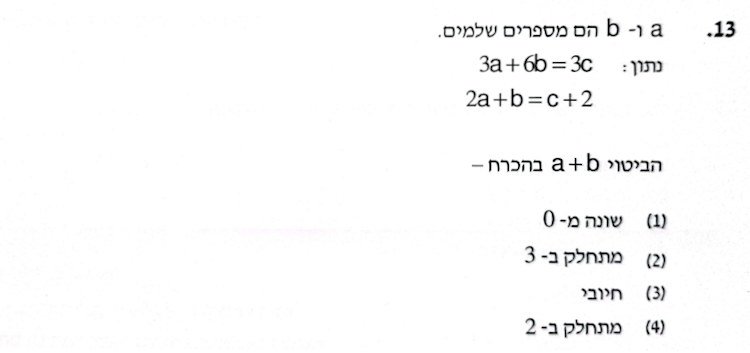 13. a ו- b הם מספרים שלמים.
נתון: 3a+6b=3c
2a+b=c+2
הביטוי a+b בהכרח –
(1) שונה מ- 0
(2) מתחלק ב- 3
(3) חיובי
(4) מתחלק ב- 2